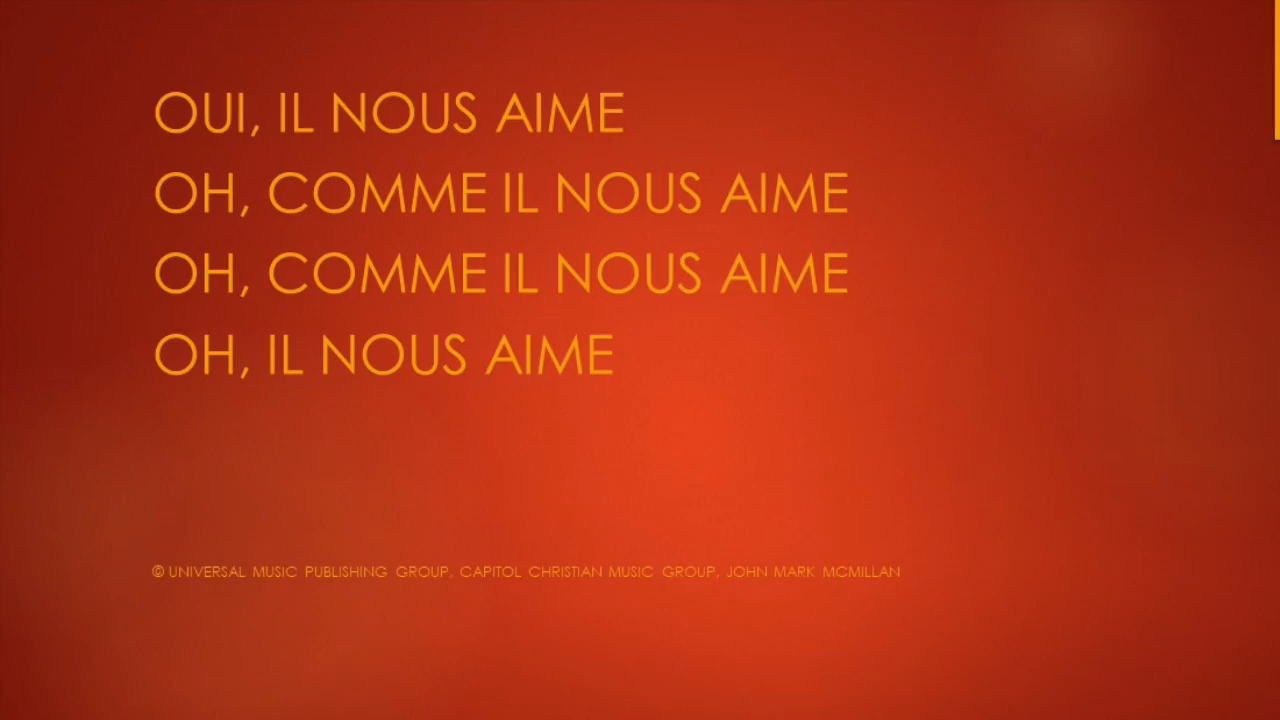 OUI, IL NOUS AIME
OH, COMME IL NOUS AIME
OH, COMME IL NOUS AIME
OH, IL NOUS AIME
© UNIVERSAL MUSIC PUBLISHING GROUP, CAPITOL CHRISTIAN MUSIC GROUP, JOHN MARK MCMILLAN